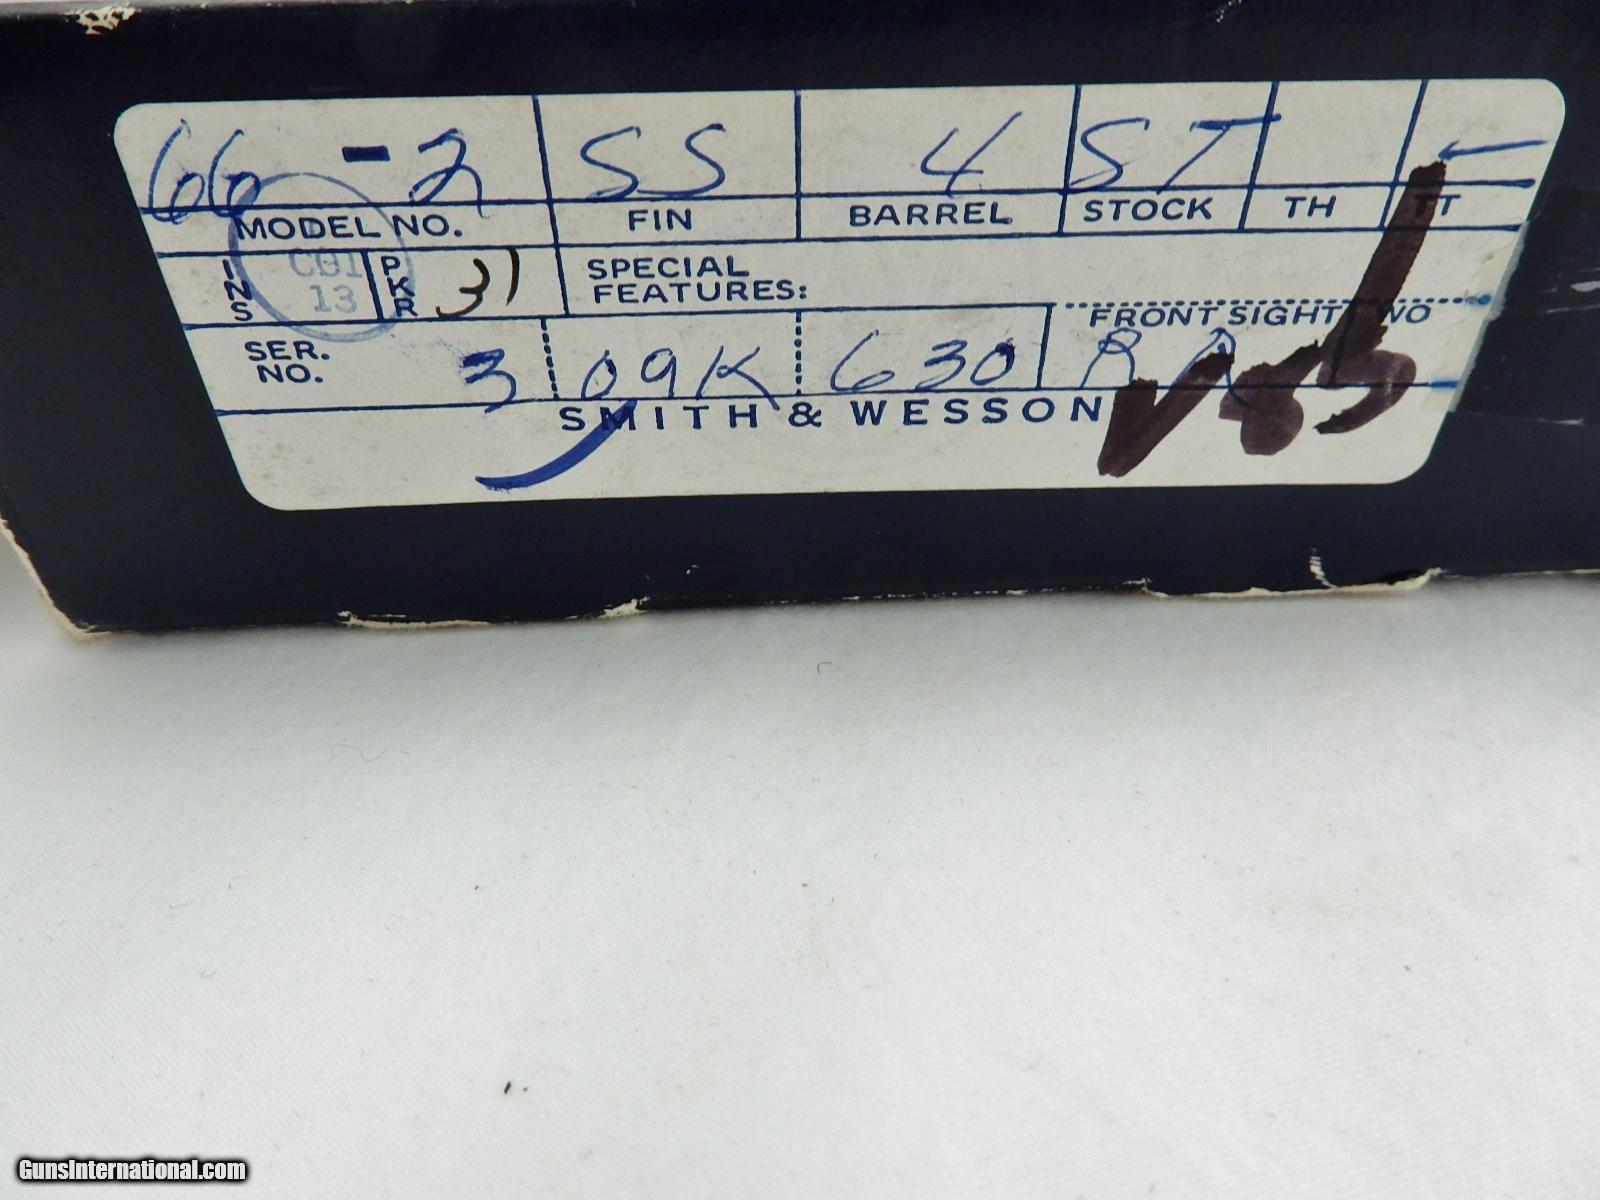 66 - 2 SS 4 ST -
MODEL NO. FIN BARREL STOCK TH TT
INS C01 13 PKR 31 SPECIAL FEATURES:
FRONT SIGHT WO
SER. NO. 309K630 RR
SMITH & WESSON
GunsInternational.com